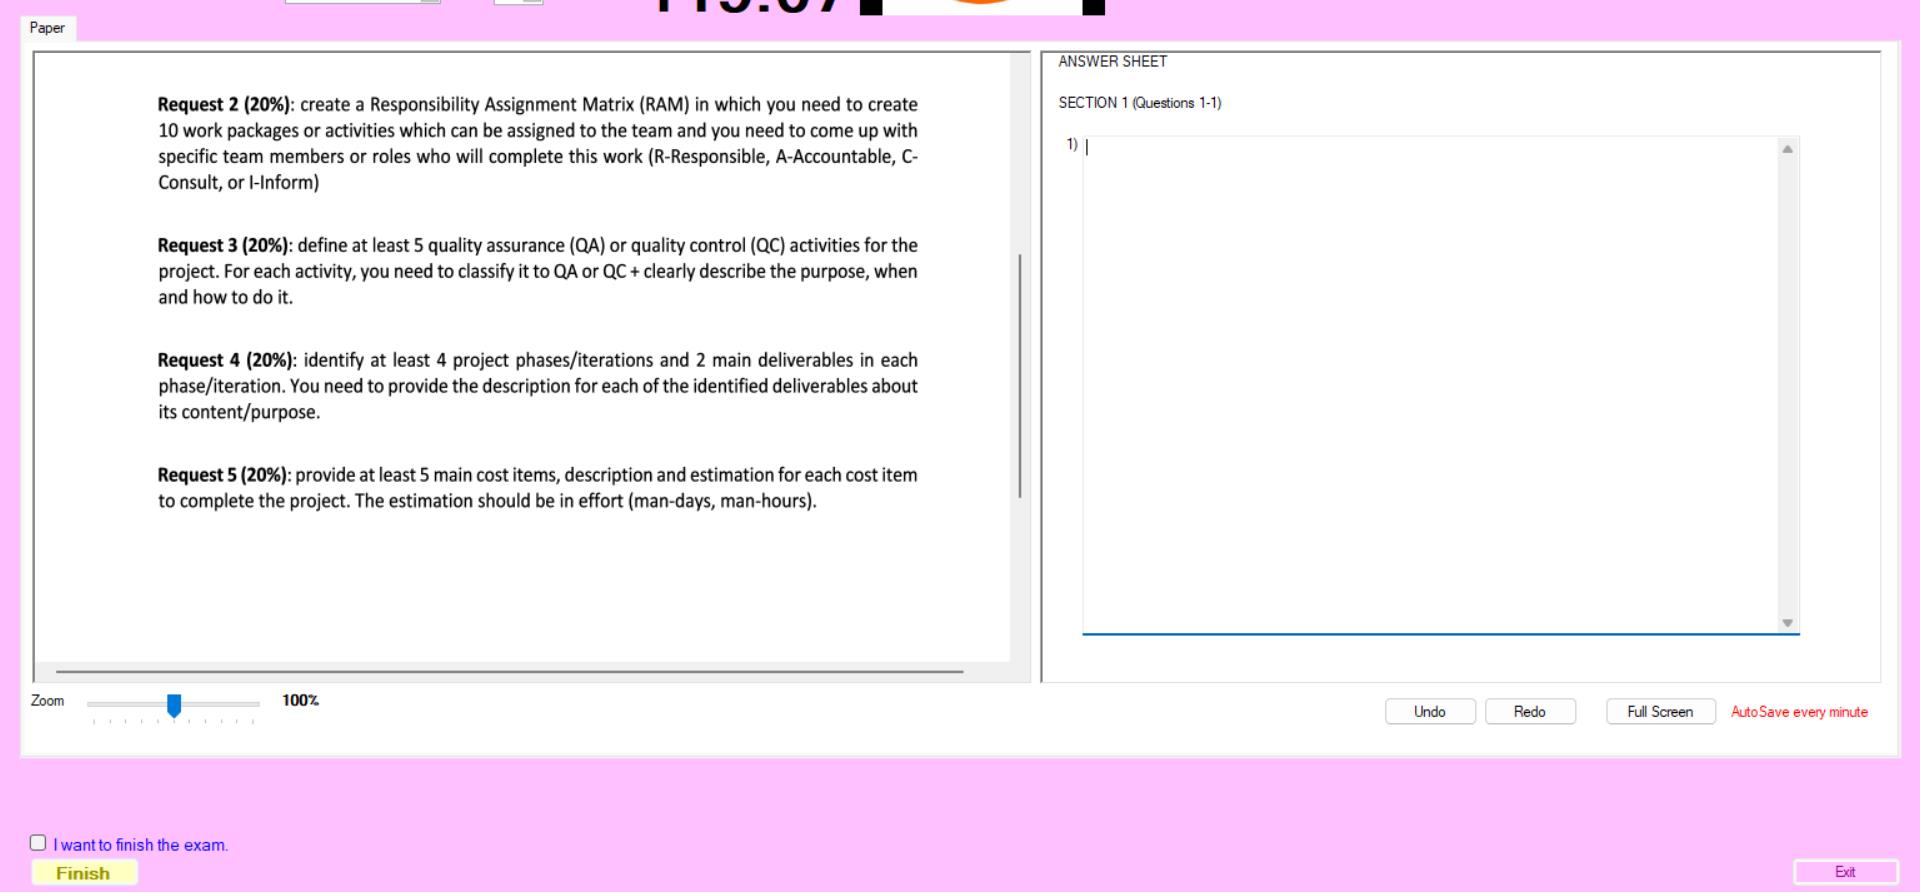 Paper
Request 2 (20%): create a Responsibility Assignment Matrix (RAM) in which you need to create
10 work packages or activities which can be assigned to the team and you need to come up with
specific team members or roles who will complete this work (R-Responsible, A-Accountable, C-
Consult, or I-Inform)
Request 3 (20%): define at least 5 quality assurance (QA) or quality control (QC) activities for the
project. For each activity, you need to classify it to QA or QC + clearly describe the purpose, when
and how to do it.
Request 4 (20%): identify at least 4 project phases/iterations and 2 main deliverables in each
phase/iteration. You need to provide the description for each of the identified deliverables about
its content/purpose.
Request 5 (20%): provide at least 5 main cost items, description and estimation for each cost item
to complete the project. The estimation should be in effort (man-days, man-hours).
ANSWER SHEET
SECTION 1 (Questions 1-1)
1)
Zoom
100%
Undo
Redo
Full Screen
AutoSave every minute
I want to finish the exam.
Finish
Exit